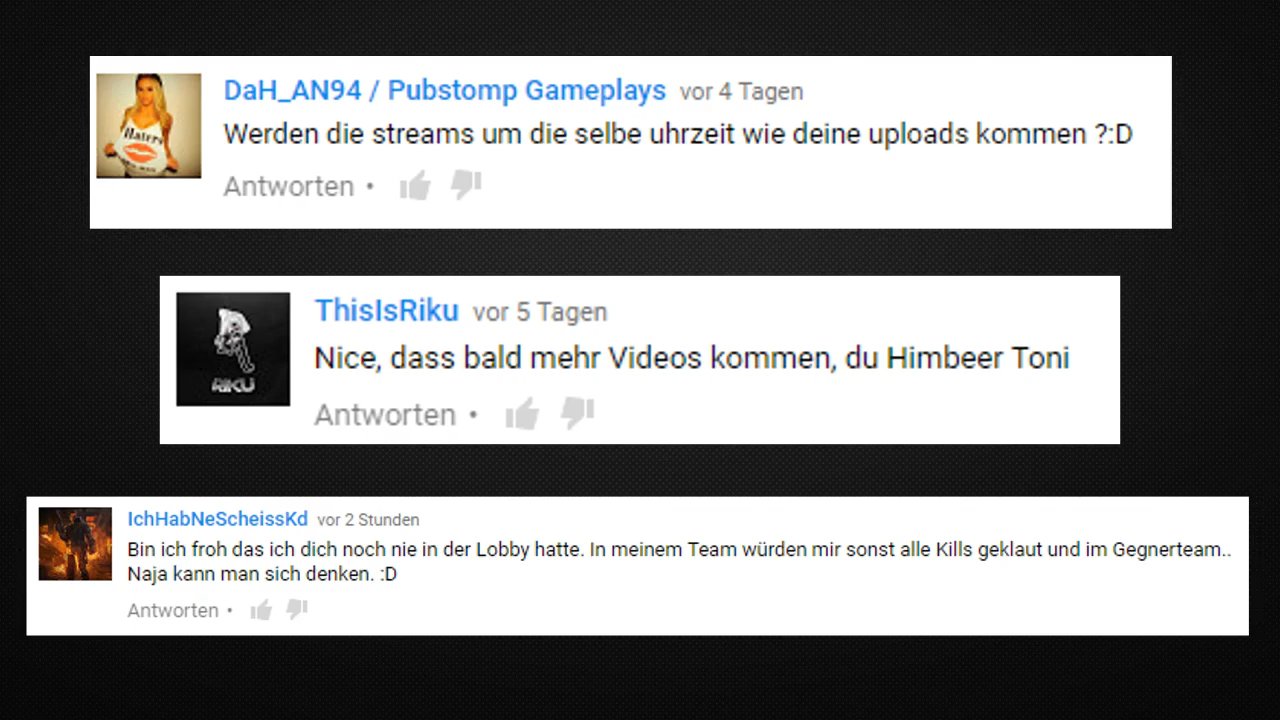 Haters
DaH_AN94 / Pubstomp Gameplays vor 4 Tagen
Werden die streams um die selbe uhrzeit wie deine uploads kommen ?:D
Antworten •
RIKU
ThisIsRiku vor 5 Tagen
Nice, dass bald mehr Videos kommen, du Himbeer Toni
Antworten •
IchHabNeScheissKd vor 2 Stunden
Bin ich froh das ich dich noch nie in der Lobby hatte. In meinem Team würden mir sonst alle Kills geklaut und im Gegnerteam..
Naja kann man sich denken. :D
Antworten •